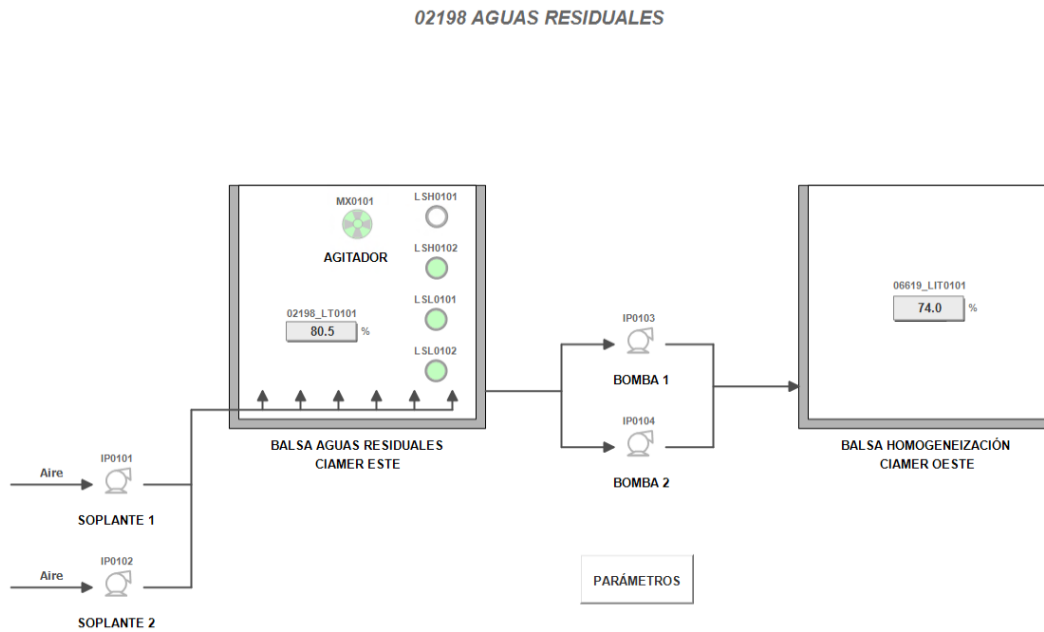 02198 AGUAS RESIDUALES
MX0101
AGITADOR
LSH0101
LSH0102
LSL0101
LSL0102
02198_LT0101
80.5 %
BALSA AGUAS RESIDUALES
CIAMER ESTE
IP0103
BOMBA 1
IP0104
BOMBA 2
06619_LIT0101
74.0 %
BALSA HOMOGENEIZACIÓN
CIAMER OESTE
Aire
IP0101
SOPLANTE 1
Aire
IP0102
SOPLANTE 2
PARÁMETROS